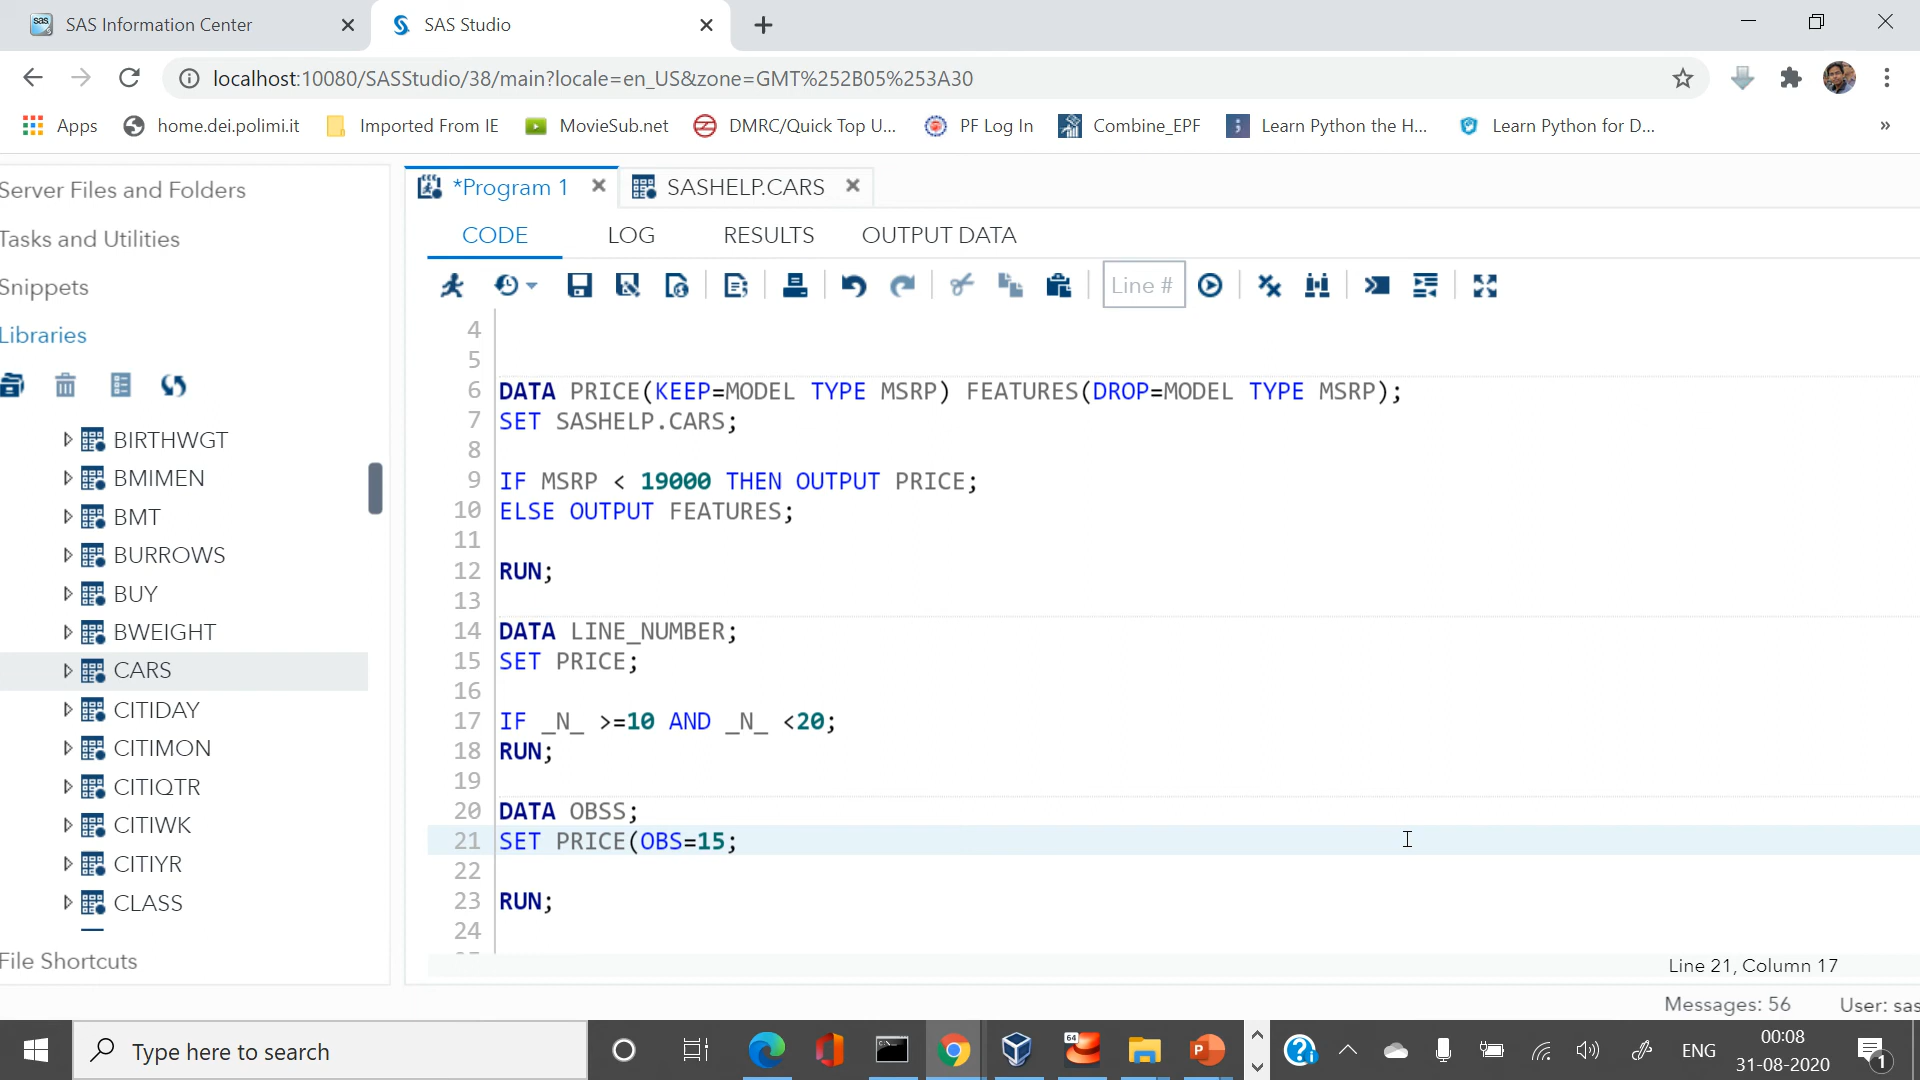 SAS Information Center
SAS Studio
localhost:10080/SASStudio/38/main?locale=en_US&zone=GMT%252B05%253A30
Apps
home.dei.polimi.it
Imported From IE
MovieSub.net
DMRC/Quick Top U...
PF Log In
Combine_EPF
Learn Python the H...
Learn Python for D...
»
Server Files and Folders
Tasks and Utilities
Snippets
Libraries
BIRTHWGT
BMIMEN
BMT
BURROWS
BUY
BWEIGHT
CARS
CITIDAY
CITIMON
CITIQTR
CITIWK
CITIYR
CLASS
File Shortcuts
*Program 1
SASHELP.CARS
CODE
LOG
RESULTS
OUTPUT DATA
Line #
4
5
6 DATA PRICE(KEEP=MODEL TYPE MSRP) FEATURES(DROP=MODEL TYPE MSRP);
7 SET SASHELP.CARS;
8
9 IF MSRP < 19000 THEN OUTPUT PRICE;
10 ELSE OUTPUT FEATURES;
11
12 RUN;
13
14 DATA LINE_NUMBER;
15 SET PRICE;
16
17 IF _N_ >=10 AND _N_ <20;
18 RUN;
19
20 DATA OBSS;
21 SET PRICE(OBS=15;
22
23 RUN;
24
Line 21, Column 17
Messages: 56
User: sas
Type here to search
64
ENG
00:08
31-08-2020
1